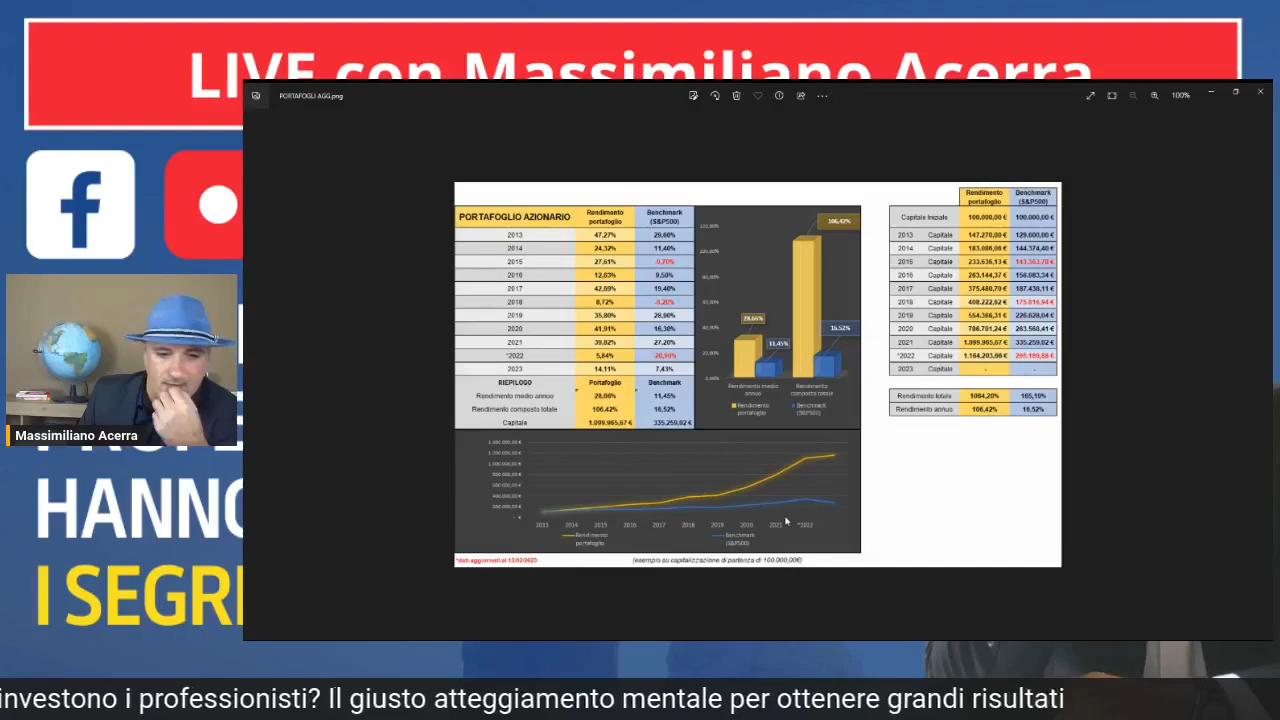 LIVE con Massimiliano Acerra
PORTAFOGLI AGG.png
100%
PORTAFOGLIO AZIONARIO Rendimento portafoglio Benchmark (S&P500)
2013 47,27% 29,60%
2014 24,32% 11,40%
2015 27,61% -0,70%
2016 12,63% 9,50%
2017 42,69% 19,40%
2018 8,72% -6,20%
2019 35,80% 28,90%
2020 41,91% 16,30%
2021 39,82% 27,20%
*2022 5,84% -20,90%
2023 14,11% 7,43%
RIEPILOGO Portafoglio Benchmark
Rendimento medio annuo 28,66% 11,45%
Rendimento composto totale 106,42% 16,52%
Capitale 1.099.965,67 € 335.259,02 €
106,42%
28,66%
11,45%
16,52%
Rendimento medio annuo
Rendimento composto totale
Rendimento portafoglio
Benchmark (S&P500)
2013 2014 2015 2016 2017 2018 2019 2020 2021 *2022
Rendimento portafoglio
Benchmark (S&P500)
*dati aggiornati al 13/02/2023
(esempio su capitalizzazione di partenza di 100.000,00€)
Rendimento portafoglio Benchmark (S&P500)
Capitale Iniziale 100.000,00 € 100.000,00 €
2013 Capitale 147.270,00 € 129.600,00 €
2014 Capitale 183.086,06 € 144.374,40 €
2015 Capitale 233.636,13 € 143.363,78 €
2016 Capitale 263.144,37 € 156.983,34 €
2017 Capitale 375.480,70 € 187.438,11 €
2018 Capitale 408.222,62 € 175.816,94 €
2019 Capitale 554.366,31 € 226.628,04 €
2020 Capitale 786.701,24 € 263.568,41 €
2021 Capitale 1.099.965,67 € 335.259,02 €
*2022 Capitale 1.164.203,66 € 265.189,88 €
2023 Capitale - -
Rendimento totale 1064,20% 165,19%
Rendimento annuo 106,42% 16,52%
Massimiliano Acerra
HANNO
I SEGR
investono i professionisti? Il giusto atteggiamento mentale per ottenere grandi risultati